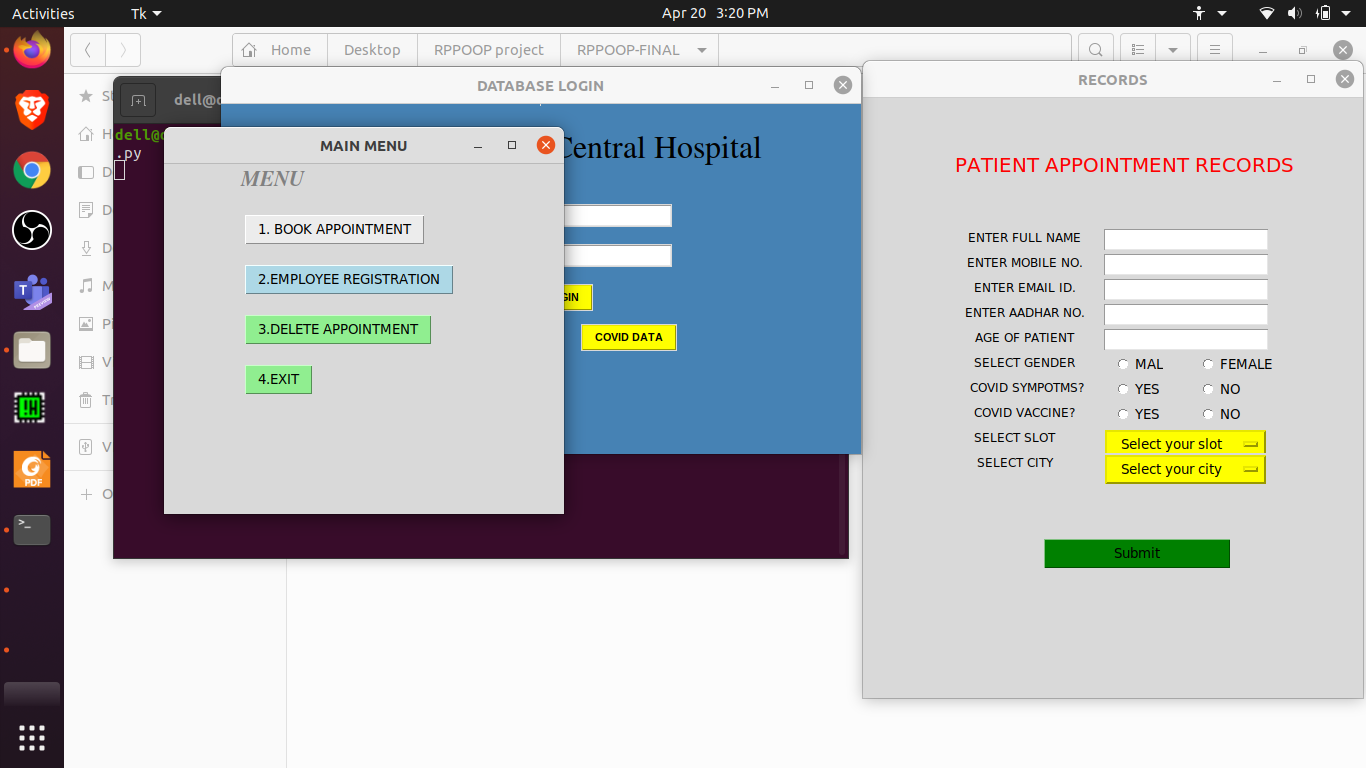 Activities
Tk
Apr 20 3:20 PM
Home
Desktop
RPPOOP project
RPPOOP-FINAL
dell@
dell@
.py
DATABASE LOGIN
Central Hospital
COVID DATA
MAIN MENU
MENU
1. BOOK APPOINTMENT
2.EMPLOYEE REGISTRATION
3.DELETE APPOINTMENT
4.EXIT
RECORDS
PATIENT APPOINTMENT RECORDS
ENTER FULL NAME
ENTER MOBILE NO.
ENTER EMAIL ID.
ENTER AADHAR NO.
AGE OF PATIENT
SELECT GENDER MAL FEMALE
COVID SYMPOTMS? YES NO
COVID VACCINE? YES NO
SELECT SLOT Select your slot
SELECT CITY Select your city
Submit
PDF